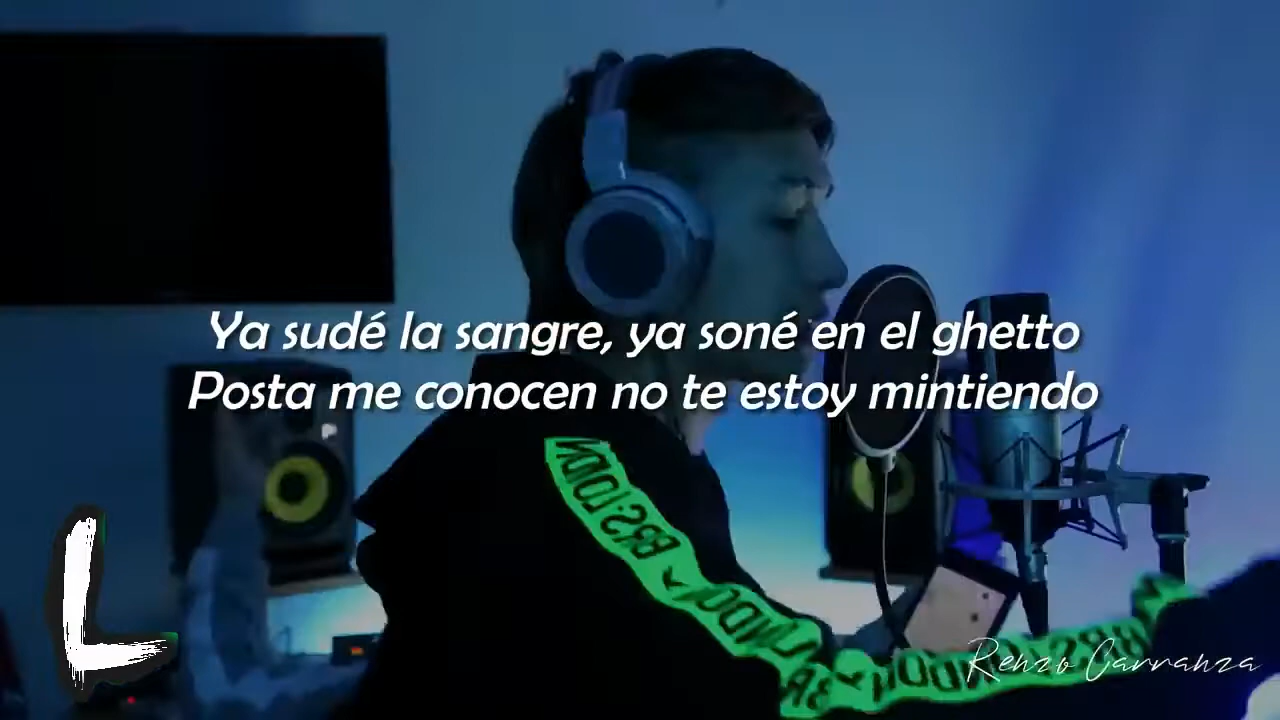 Ya sudé la sangre, ya soné en el ghetto
Posta me conocen no te estoy mintiendo
L
Renzo Carranza